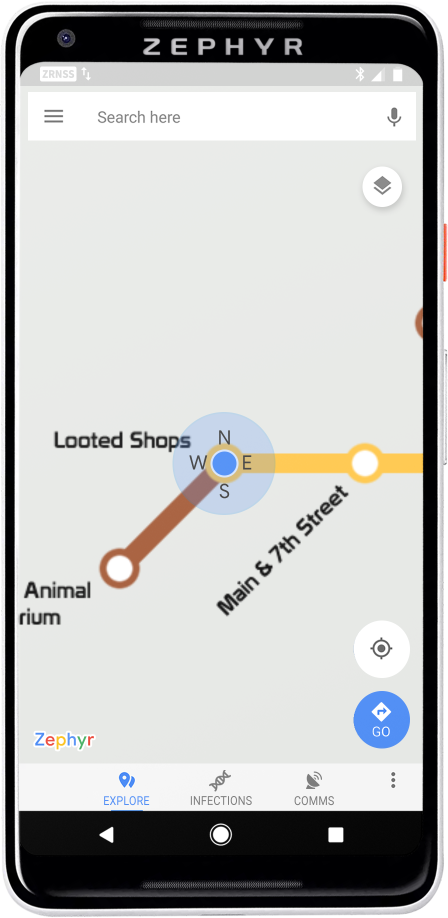 ZEPHYR
ZRNSS
Search here
Looted Shops
N
W E
S
Main & 7th Street
Animal
rium
Zephyr
GO
EXPLORE INFECTIONS COMMS